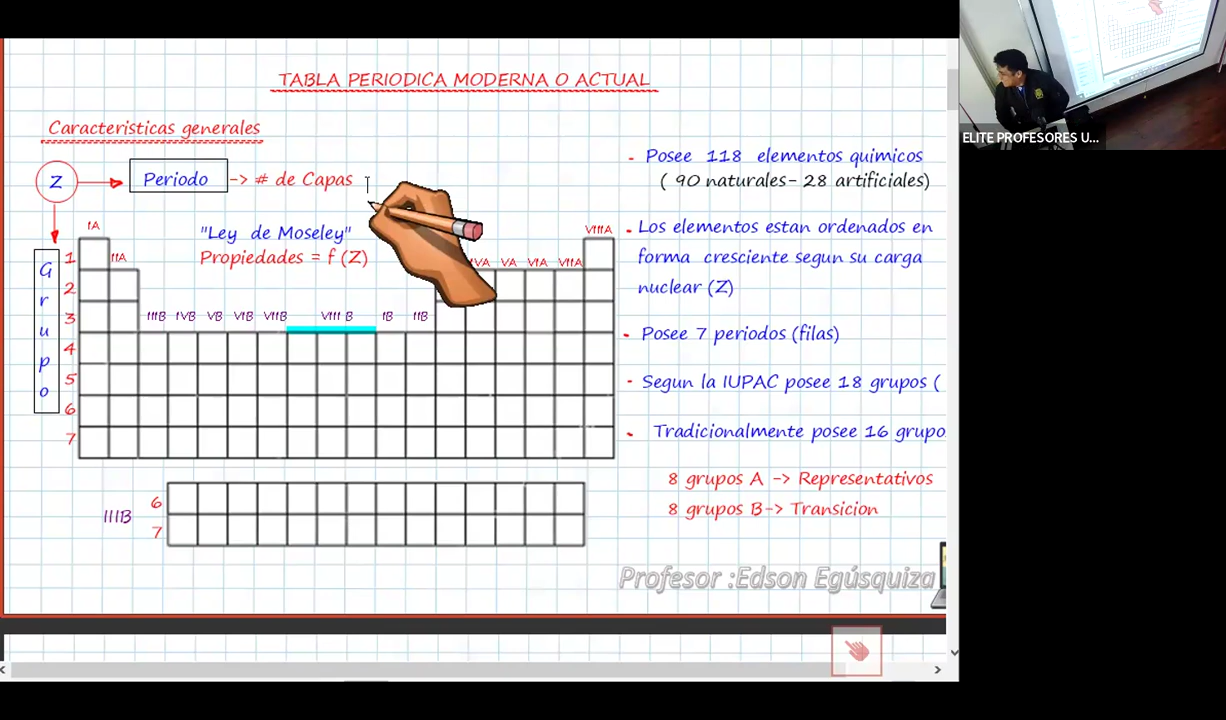 TABLA PERIODICA MODERNA O ACTUAL
Caracteristicas generales
Z
Periodo -> # de Capas
"Ley de Moseley"
Propiedades = f (Z)
Grupo
IA
IIA
IIIB IVB VB VIB VIIB VIII B IB IIB
VA VIA VIIA
VIIIA
1
2
3
4
5
6
7
IIIB
6
7
- Posee 118 elementos quimicos
( 90 naturales- 28 artificiales)
- Los elementos estan ordenados en
forma cresciente segun su carga
nuclear (Z)
- Posee 7 periodos (filas)
- Segun la IUPAC posee 18 grupos (
- Tradicionalmente posee 16 grupo
8 grupos A -> Representativos
8 grupos B-> Transicion
Profesor :Edson Egúsquiza
ELITE PROFESORES U...